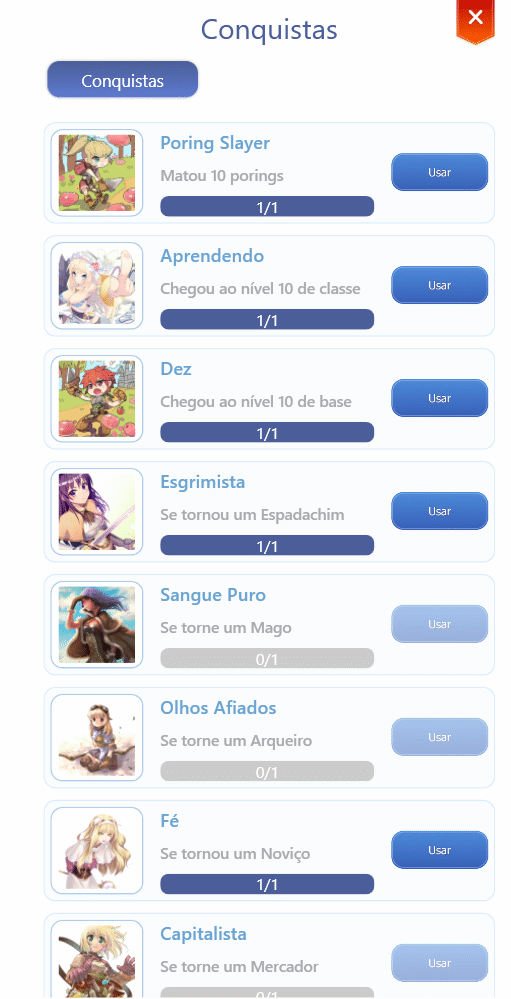 Conquistas
Conquistas
Poring Slayer
Matou 10 porings
1/1
Usar
Aprendendo
Chegou ao nível 10 de classe
1/1
Usar
Dez
Chegou ao nível 10 de base
1/1
Usar
Esgrimista
Se tornou um Espadachim
1/1
Usar
Sangue Puro
Se torne um Mago
0/1
Usar
Olhos Afiados
Se torne um Arqueiro
0/1
Usar
Fé
Se tornou um Noviço
1/1
Usar
Capitalista
Se torne um Mercador
0/1
Usar